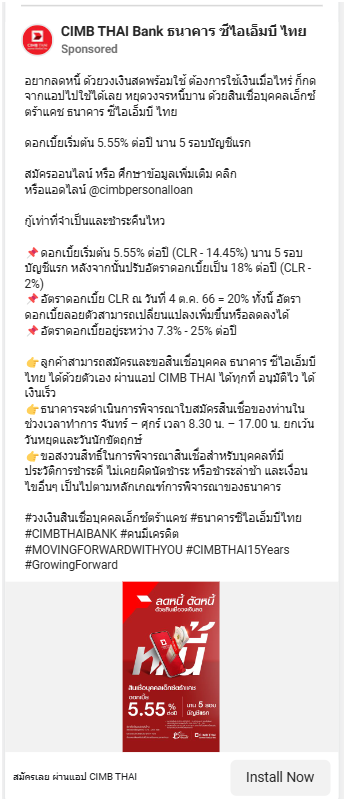 CIMB THAI Bank ธนาคาร ซีไอเอ็มบี ไทย
Sponsored
อยากลดหนี้ ด้วยวงเงินสดพร้อมใช้ ต้องการใช้เงินเมื่อไหร่ ก็กด
จากแอปไปใช้ได้เลย หยุดวงจรหนี้บาน ด้วยสินเชื่อบุคคลเอ็กซ์
ตร้าแคช ธนาคาร ซีไอเอ็มบี ไทย
ดอกเบี้ยเริ่มต้น 5.55% ต่อปี นาน 5 รอบบัญชีแรก
สมัครออนไลน์ หรือ ศึกษาข้อมูลเพิ่มเติม คลิก
หรือแอดไลน์ @cimbpersonalloan
กู้เท่าที่จำเป็นและชำระคืนไหว
📌ดอกเบี้ยเริ่มต้น 5.55% ต่อปี (CLR - 14.45%) นาน 5 รอบ
บัญชีแรก หลังจากนั้นปรับอัตราดอกเบี้ยเป็น 18% ต่อปี (CLR -
2%)
📌อัตราดอกเบี้ย CLR ณ วันที่ 4 ต.ค. 66 = 20% ทั้งนี้ อัตรา
ดอกเบี้ยลอยตัวสามารถเปลี่ยนแปลงเพิ่มขึ้นหรือลดลงได้
📌อัตราดอกเบี้ยอยู่ระหว่าง 7.3% - 25% ต่อปี
👉ลูกค้าสามารถสมัครและขอสินเชื่อบุคคล ธนาคาร ซีไอเอ็มบี
ไทย ได้ด้วยตัวเอง ผ่านแอป CIMB THAI ได้ทุกที่ อนุมัติไว ได้
เงินเร็ว
👉ธนาคารจะดำเนินการพิจารณาใบสมัครสินเชื่อของท่านใน
ช่วงเวลาทำการ จันทร์ – ศุกร์ เวลา 8.30 น. – 17.00 น. ยกเว้น
วันหยุดและวันนักขัตฤกษ์
👉ขอสงวนสิทธิ์ในการพิจารณาสินเชื่อสำหรับบุคคลที่มี
ประวัติการชำระดี ไม่เคยผิดนัดชำระ หรือชำระล่าช้า และเงื่อน
ไขอื่นๆ เป็นไปตามหลักเกณฑ์การพิจารณาของธนาคาร
#วงเงินสินเชื่อบุคคลเอ็กซ์ตร้าแคช #ธนาคารซีไอเอ็มบีไทย
#CIMBTHAIBANK #คนมีเครดิต
#MOVINGFORWARDWITHYOU #CIMBTHAI15Years
#GrowingForward
ลดหนี้ ตัดหนี้
ด้วยสินเชื่อวงเงินสด
หนี้
สินเชื่อบุคคลเอ็กซ์ตร้าแคช
ดอกเบี้ย
5.55% ต่อปี
นาน 5 รอบ
บัญชีแรก
สมัครเลย ผ่านแอป CIMB THAI
Install Now